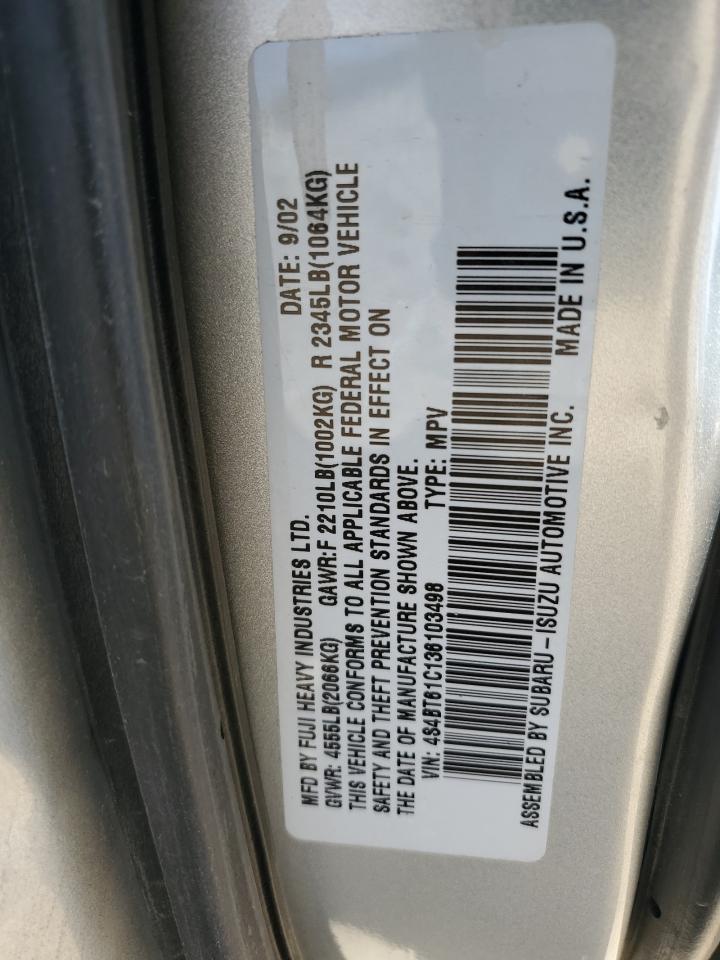 MFD BY FUJI HEAVY INDUSTRIES LTD. DATE: 9/02
GVWR: 4555LB(2066KG) GAWR:F 2210LB(1002KG) R 2345LB(1064KG)
THIS VEHICLE CONFORMS TO ALL APPLICABLE FEDERAL MOTOR VEHICLE
SAFETY AND THEFT PREVENTION STANDARDS IN EFFECT ON
THE DATE OF MANUFACTURE SHOWN ABOVE.
VIN: 4S4BT61C136103498 TYPE: MPV
ASSEMBLED BY SUBARU-ISUZU AUTOMOTIVE INC. MADE IN U.S.A.